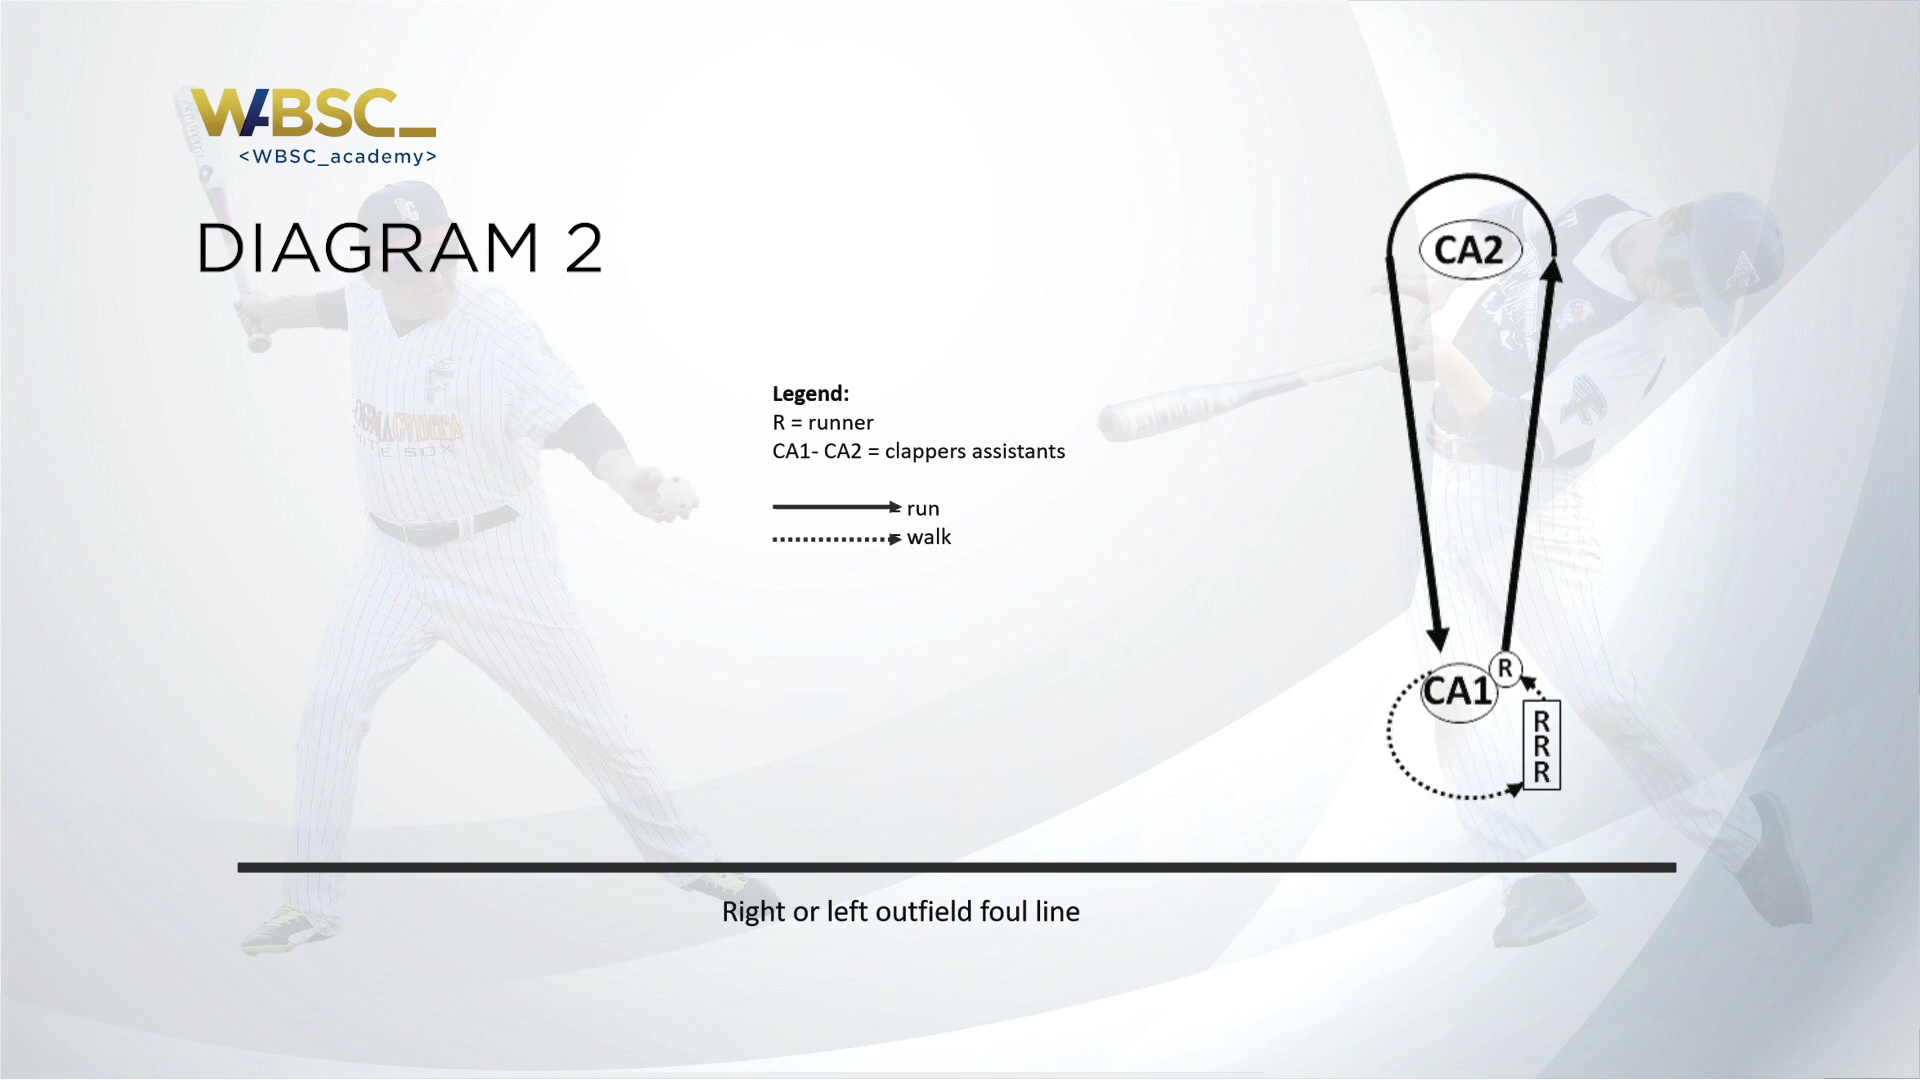 WBSC_
<WBSC_academy>
DIAGRAM 2
CA2
Legend:
R = runner
CA1- CA2 = clappers assistants
= run
= walk
R
CA1
R
R
R
Right or left outfield foul line